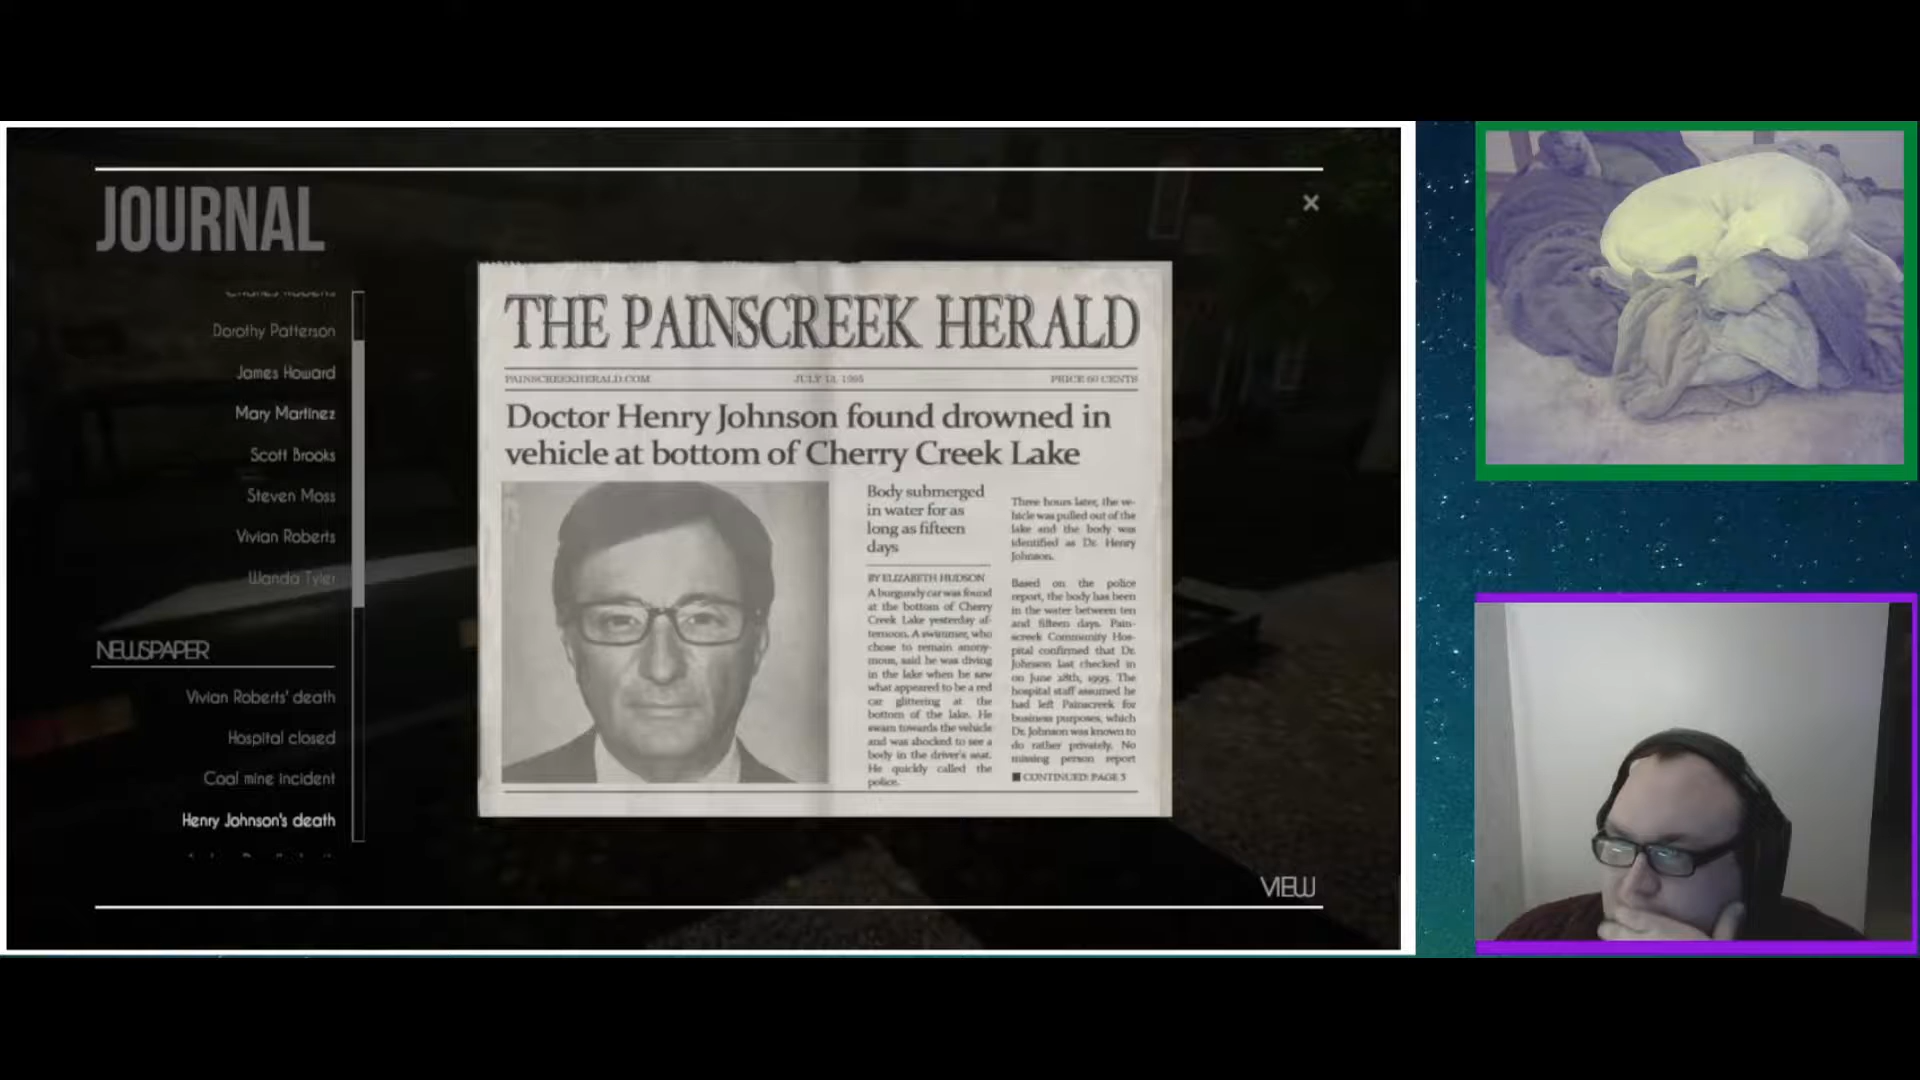 JOURNAL
Dorothy Patterson
James Howard
Mary Martinez
Scott Brooks
Steven Moss
Vivian Roberts
Wanda Tyler
NEWSPAPER
Vivian Roberts' death
Hospital closed
Coal mine incident
Henry Johnson's death
×
THE PAINSCREEK HERALD
PAINSCREEKHERALD.COM JULY 13, 1995 PRICE 60 CENTS
Doctor Henry Johnson found drowned in
vehicle at bottom of Cherry Creek Lake
Body submerged
in water for as
long as fifteen
days
BY ELIZABETH HUDSON
A burgundy car was found
at the bottom of Cherry
Creek Lake yesterday af-
ternoon. A swimmer, who
chose to remain anony-
mous, said he was diving
in the lake when he saw
what appeared to be a red
car glittering at the
bottom of the lake. He
swam towards the vehicle
and was shocked to see a
body in the driver's seat.
He quickly called the
police.
Three hours later, the ve-
hicle was pulled out of the
lake and the body was
identified as Dr. Henry
Johnson.
Based on the police
report, the body has been
in the water between ten
and fifteen days. Pain-
screek Community Hos-
pital confirmed that Dr.
Johnson last checked in
on June 28th, 1995. The
hospital staff assumed he
had left Painscreek for
business purposes, which
Dr. Johnson was known to
do rather privately. No
missing person report
CONTINUED: PAGE 5
VIEW